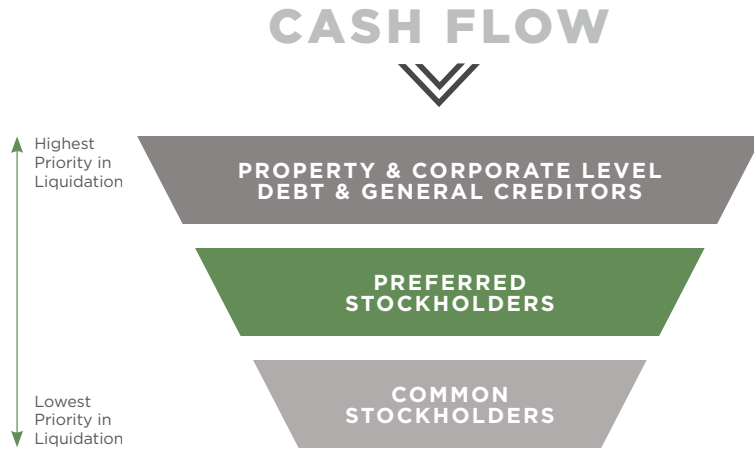 CASH FLOW
Highest
Priority in
Liquidation
PROPERTY & CORPORATE LEVEL
DEBT & GENERAL CREDITORS
PREFERRED
STOCKHOLDERS
COMMON
STOCKHOLDERS
Lowest
Priority in
Liquidation